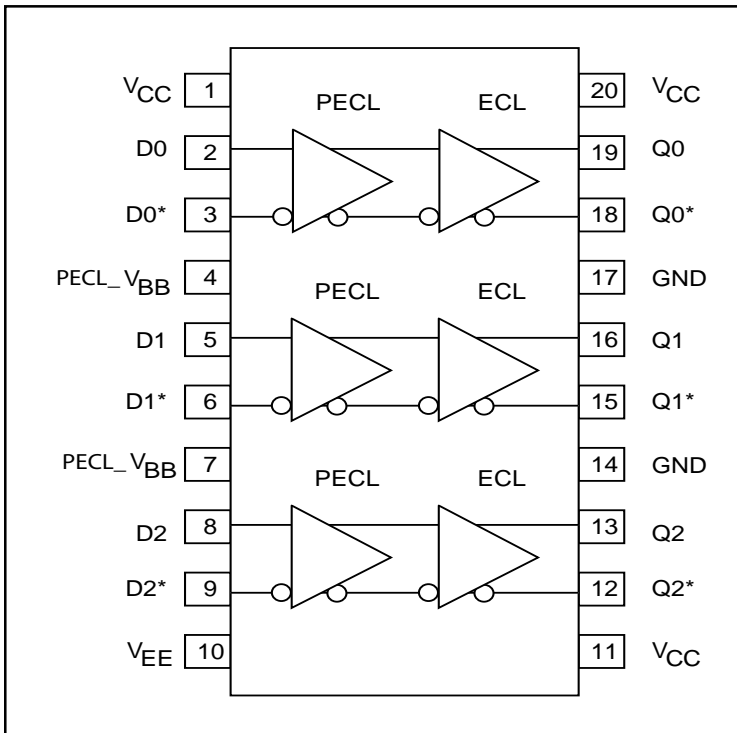 VCC 1 PECL ECL 20 VCC
D0 2 19 Q0
D0* 3 18 Q0*
PECL_VBB 4 PECL ECL 17 GND
D1 5 16 Q1
D1* 6 15 Q1*
PECL_VBB 7 PECL ECL 14 GND
D2 8 13 Q2
D2* 9 12 Q2*
VEE 10 11 VCC